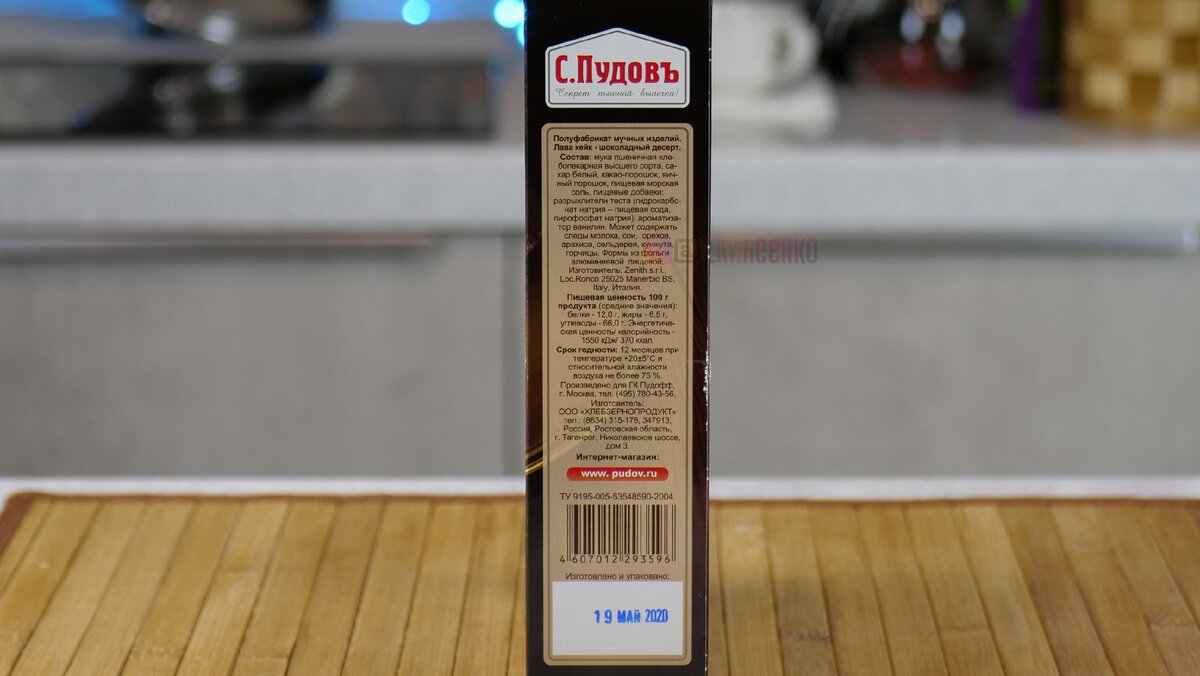 С.Пудовъ
Секрет пышной выпечки!
Полуфабрикат мучных изделий.
Лава кейк - шоколадный десерт.
Состав: мука пшеничная хле-
бопекарная высшего сорта, са-
хар белый, какао-порошок, яич-
ный порошок, пищевая морская
соль, пищевые добавки:
разрыхлители теста (гидрокарбо-
нат натрия – пищевая сода,
пирофосфат натрия), ароматиза-
тор ванилин. Может содержать
следы молока, сои, орехов,
арахиса, сельдерея, кунжута,
горчицы. Формы из фольги
алюминиевой пищевой.
Изготовитель: Zenith s.r.l.,
Loc.Ronco 25025 Manerbio BS,
Italy, Италия.
Пищевая ценность 100 г
продукта (средние значения):
белки - 12,0 г, жиры - 6,5 г,
углеводы - 66,0 г. Энергетиче-
ская ценность/ калорийность -
1550 кДж/ 370 ккал.
Срок годности: 12 месяцев при
температуре +20±5°С и
относительной влажности
воздуха не более 75 %.
Произведено для ГК Пудофф,
г. Москва, тел. (495) 780-43-56.
Изготовитель:
ООО «ХЛЕБЗЕРНОПРОДУКТ»
тел.: (8634) 315-176, 347913,
Россия, Ростовская область,
г. Таганрог, Николаевское шоссе,
дом 3.
Интернет-магазин:
www. pudov.ru
ТУ 9195-005-53548590-2004.
4 607012 293596
Изготовлено и упаковано:
19 МАЙ 2020